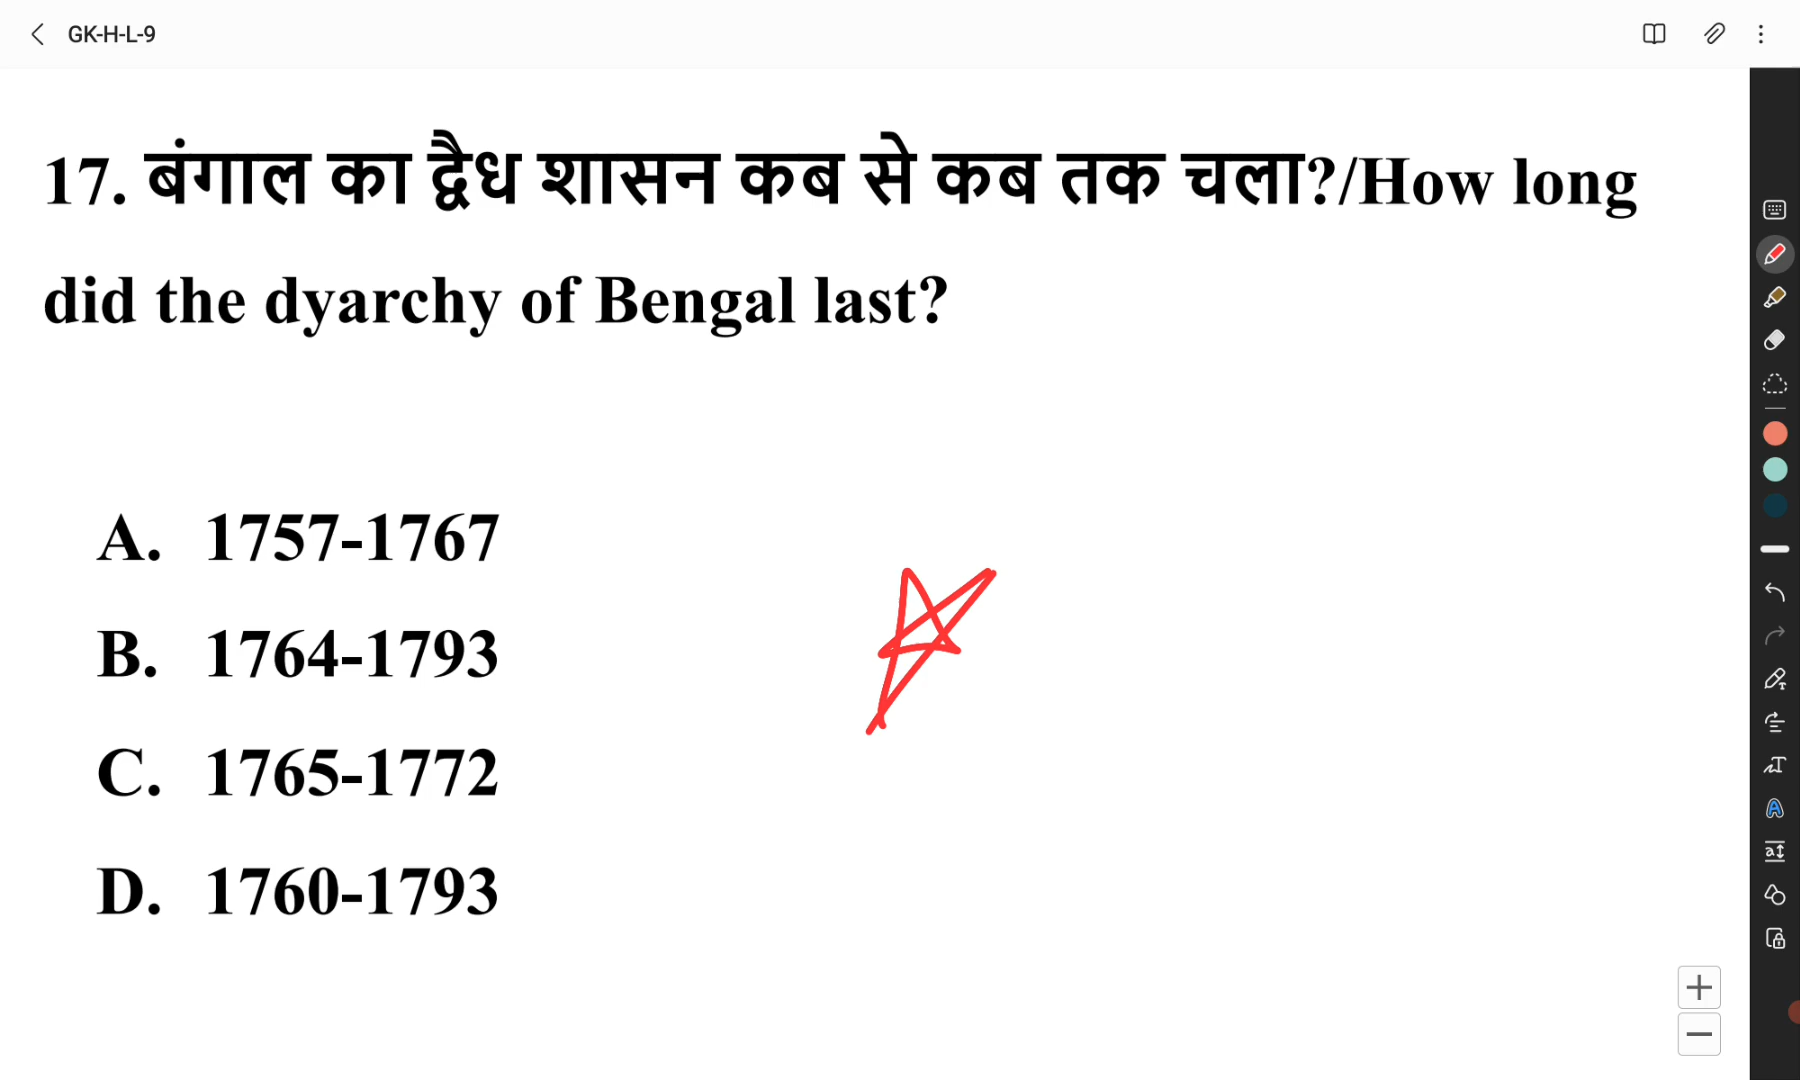 GK-H-L-9
17. बंगाल का द्वैध शासन कब से कब तक चला?/How long
did the dyarchy of Bengal last?
A. 1757-1767
B. 1764-1793
C. 1765-1772
D. 1760-1793